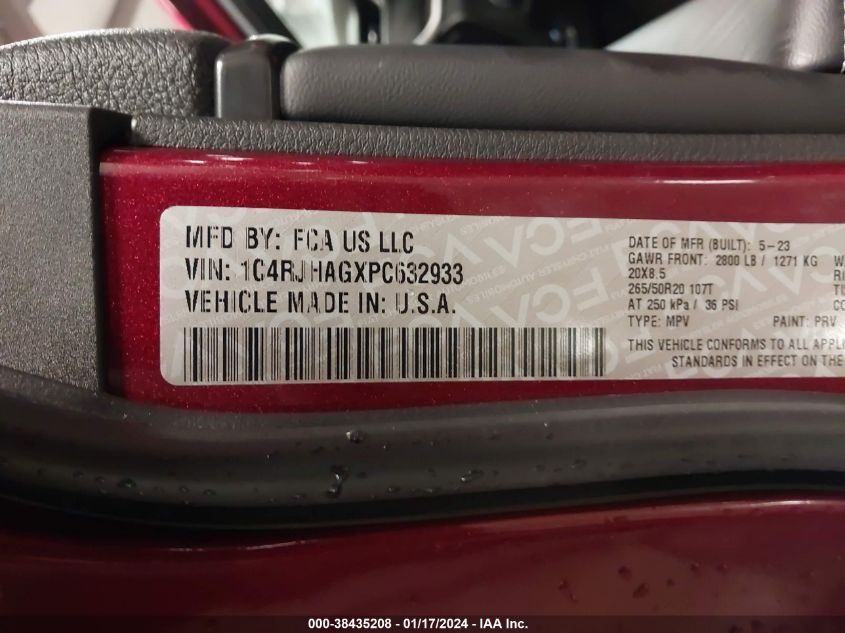 MFD BY: FCA US LLC
VIN: 1C4RJHAGXPC632933
VEHICLE MADE IN: U.S.A.
DATE OF MFR (BUILT): 5-23
GAWR FRONT: 2800 LB / 1271 KG W
20X8.5
265/50R20 107T
AT 250 kPa / 36 PSI
TYPE: MPV PAINT: PRV
THIS VEHICLE CONFORMS TO ALL
STANDARDS IN EFFECT ON THE
000-38435208 - 01/17/2024 - IAA Inc.